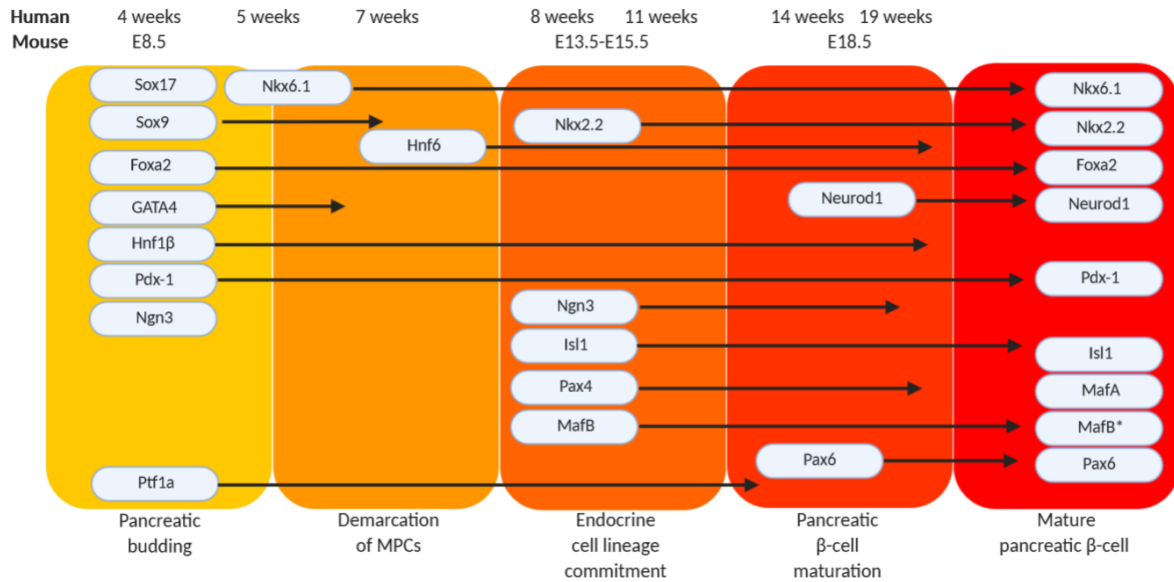 Human 4 weeks 5 weeks 7 weeks 8 weeks 11 weeks 14 weeks 19 weeks
Mouse E8.5 E13.5-E15.5 E18.5
Sox17 Nkx6.1 Nkx6.1
Sox9 Nkx2.2 Nkx2.2
Hnf6
Foxa2 Foxa2
GATA4 Neurod1 Neurod1
Hnf1β
Pdx-1 Pdx-1
Ngn3 Ngn3
Isl1 Isl1
Pax4 MafA
MafB MafB*
Pax6 Pax6
Ptf1a
Pancreatic Demarcation Endocrine Pancreatic Mature
budding of MPCs cell lineage β-cell pancreatic β-cell
commitment maturation